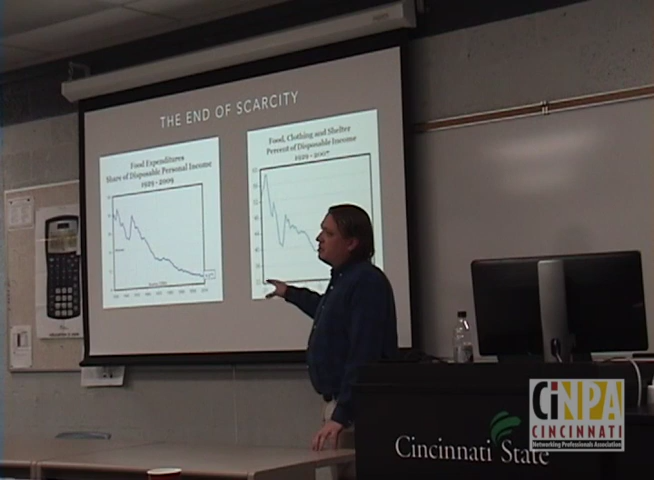 THE END OF SCARCITY
Food Expenditures
Share of Disposable Personal Income
1929 - 2009
Food, Clothing and Shelter
Percent of Disposable Income
1929 - 2007
Cincinnati State
CiNPA
CINCINNATI
Networking Professionals Association